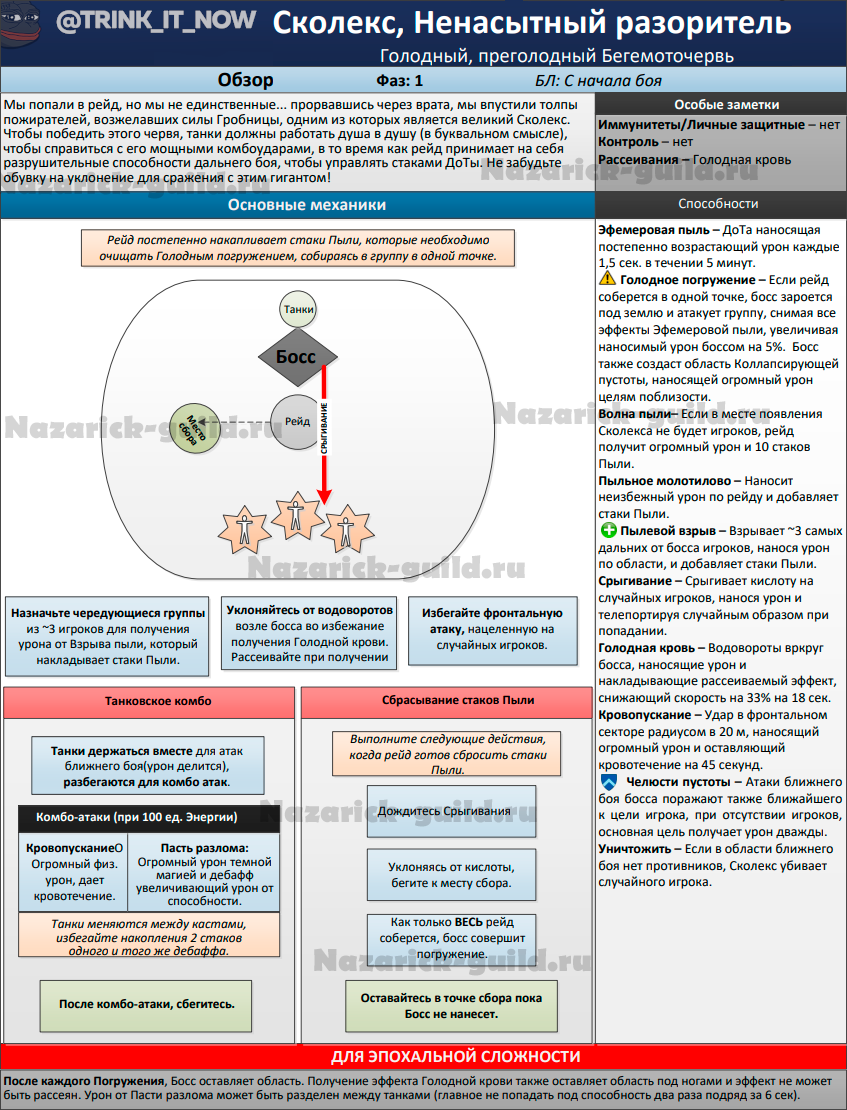 @TRINK_IT_NOW
Сколекс, Ненасытный разоритель
Голодный, преголодный Бегемоточервь
Обзор
Фаз: 1
БЛ: С начала боя
Мы попали в рейд, но мы не единственные... прорвавшись через врата, мы впустили толпы
пожирателей, возжелавших силы Гробницы, одним из которых является великий Сколекс.
Чтобы победить этого червя, танки должны работать душа в душу (в буквальном смысле),
чтобы справиться с его мощными комбоударами, в то время как рейд принимает на себя
разрушительные способности дальнего боя, чтобы управлять стаками ДоТы. Не забудьте
обувку на уклонение для сражения с этим гигантом!
Особые заметки
Иммунитеты/Личные защитные – нет
Контроль – нет
Рассеивания – Голодная кровь
Nazarick-guild.ru
Nazarick-guild.ru
Основные механики
Рейд постепенно накапливает стаки Пыли, которые необходимо
очищать Голодным погружением, собираясь в группу в одной точке.
Танки
Босс
Рейд
Место
сбора
СРЫГИВАНИЕ
Nazarick-guild.ru
Nazarick-guild.ru
Nazarick-guild.ru
Назначьте чередующиеся группы
из ~3 игроков для получения
урона от Взрыва пыли, который
накладывает стаки Пыли.
Уклоняйтесь от водоворотов
возле босса во избежание
получения Голодной крови.
Рассеивайте при получении
Избегайте фронтальную
атаку, нацеленную на
случайных игроков.
Танковское комбо
Танки держаться вместе для атак
ближнего боя(урон делится),
разбегаются для комбо атак.
Комбо-атаки (при 100 ед. Энергии)
КровопусканиеО
Огромный физ.
урон, дает
кровотечение.
Пасть разлома:
Огромный урон темной
магией и дебафф
увеличивающий урон от
способности.
Танки меняются между кастами,
избегайте накопления 2 стаков
одного и того же дебаффа.
После комбо-атаки, сбегитесь.
Сбрасывание стаков Пыли
Выполните следующие действия,
когда рейд готов сбросить стаки
Пыли.
Дождитесь Срыгивания
Уклоняясь от кислоты,
бегите к месту сбора.
Как только ВЕСЬ рейд
соберется, босс совершит
погружение.
Оставайтесь в точке сбора пока
Босс не нанесет.
Nazarick-guild.ru
Nazarick-guild.ru
Способности
Эфемеровая пыль – ДоТа наносящая
постепенно возрастающий урон каждые
1,5 сек. в течении 5 минут.
Голодное погружение – Если рейд
соберется в одной точке, босс зароется
под землю и атакует группу, снимая все
эффекты Эфемеровой пыли, увеличивая
наносимый урон боссом на 5%. Босс
также создаст область Коллапсирующей
пустоты, наносящей огромный урон
целям поблизости.
Волна пыли– Если в месте появления
Сколекса не будет игроков, рейд
получит огромный урон и 10 стаков
Пыли.
Пыльное молотилово – Наносит
неизбежный урон по рейду и добавляет
стаки Пыли.
Пылевой взрыв – Взрывает ~3 самых
дальних от босса игроков, нанося урон
по области, и добавляет стаки Пыли.
Срыгивание – Срыгивает кислоту на
случайных игроков, нанося урон и
телепортируя случайным образом при
попадании.
Голодная кровь – Водовороты вркруг
босса, наносящие урон и
накладывающие рассеиваемый эффект,
снижающий скорость на 33% на 18 сек.
Кровопускание – Удар в фронтальном
секторе радиусом в 20 м, наносящий
огромный урон и оставляющий
кровотечение на 45 секунд.
Челюсти пустоты – Атаки ближнего
боя босса поражают также ближайшего
к цели игрока, при отсутствии игроков,
основная цель получает урон дважды.
Уничтожить – Если в области ближнего
боя нет противников, Сколекс убивает
случайного игрока.
ДЛЯ ЭПОХАЛЬНОЙ СЛОЖНОСТИ
После каждого Погружения, Босс оставляет область. Получение эффекта Голодной крови также оставляет область под ногами и эффект не может
быть рассеян. Урон от Пасти разлома может быть разделен между танками (главное не попадать под способность два раза подряд за 6 сек).